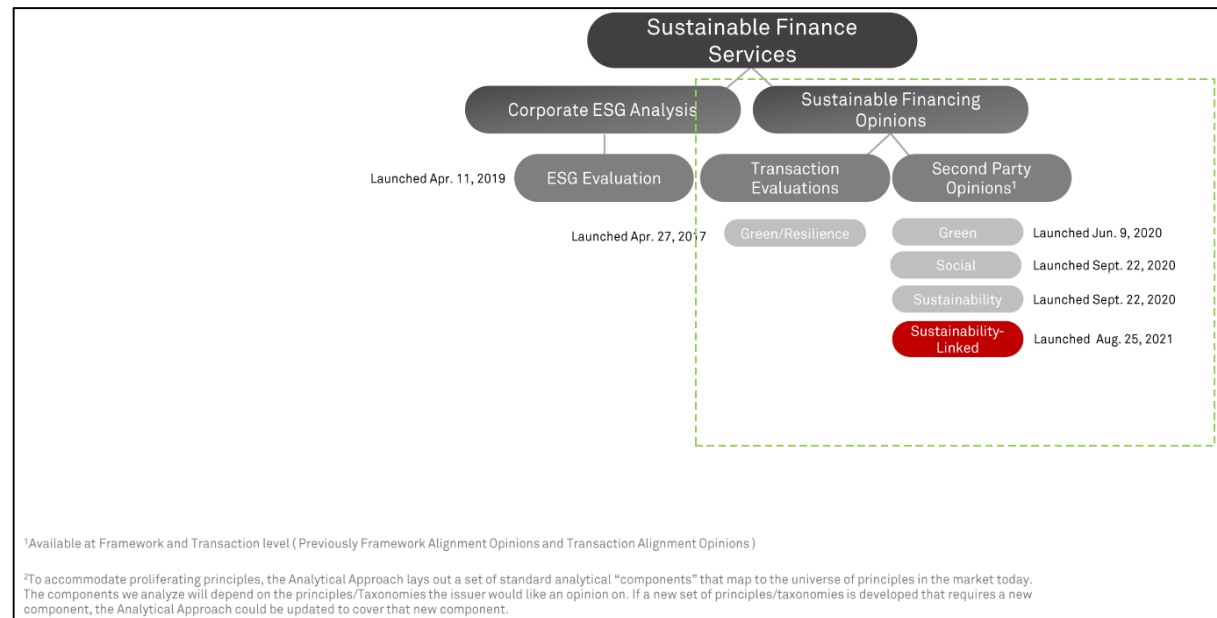 Sustainable Finance
Services
Corporate ESG Analysis
Sustainable Financing
Opinions
Launched Apr. 11, 2019
ESG Evaluation
Transaction
Evaluations
Second Party
Opinions¹
Launched Apr. 27, 2017
Green/Resilience
Green
Launched Jun. 9, 2020
Social
Launched Sept. 22, 2020
Sustainability
Launched Sept. 22, 2020
Sustainability-
Linked
Launched Aug. 25, 2021
¹Available at Framework and Transaction level ( Previously Framework Alignment Opinions and Transaction Alignment Opinions )
²To accommodate proliferating principles, the Analytical Approach lays out a set of standard analytical “components” that map to the universe of principles in the market today.
The components we analyze will depend on the principles/Taxonomies the issuer would like an opinion on. If a new set of principles/taxonomies is developed that requires a new
component, the Analytical Approach could be updated to cover that new component.